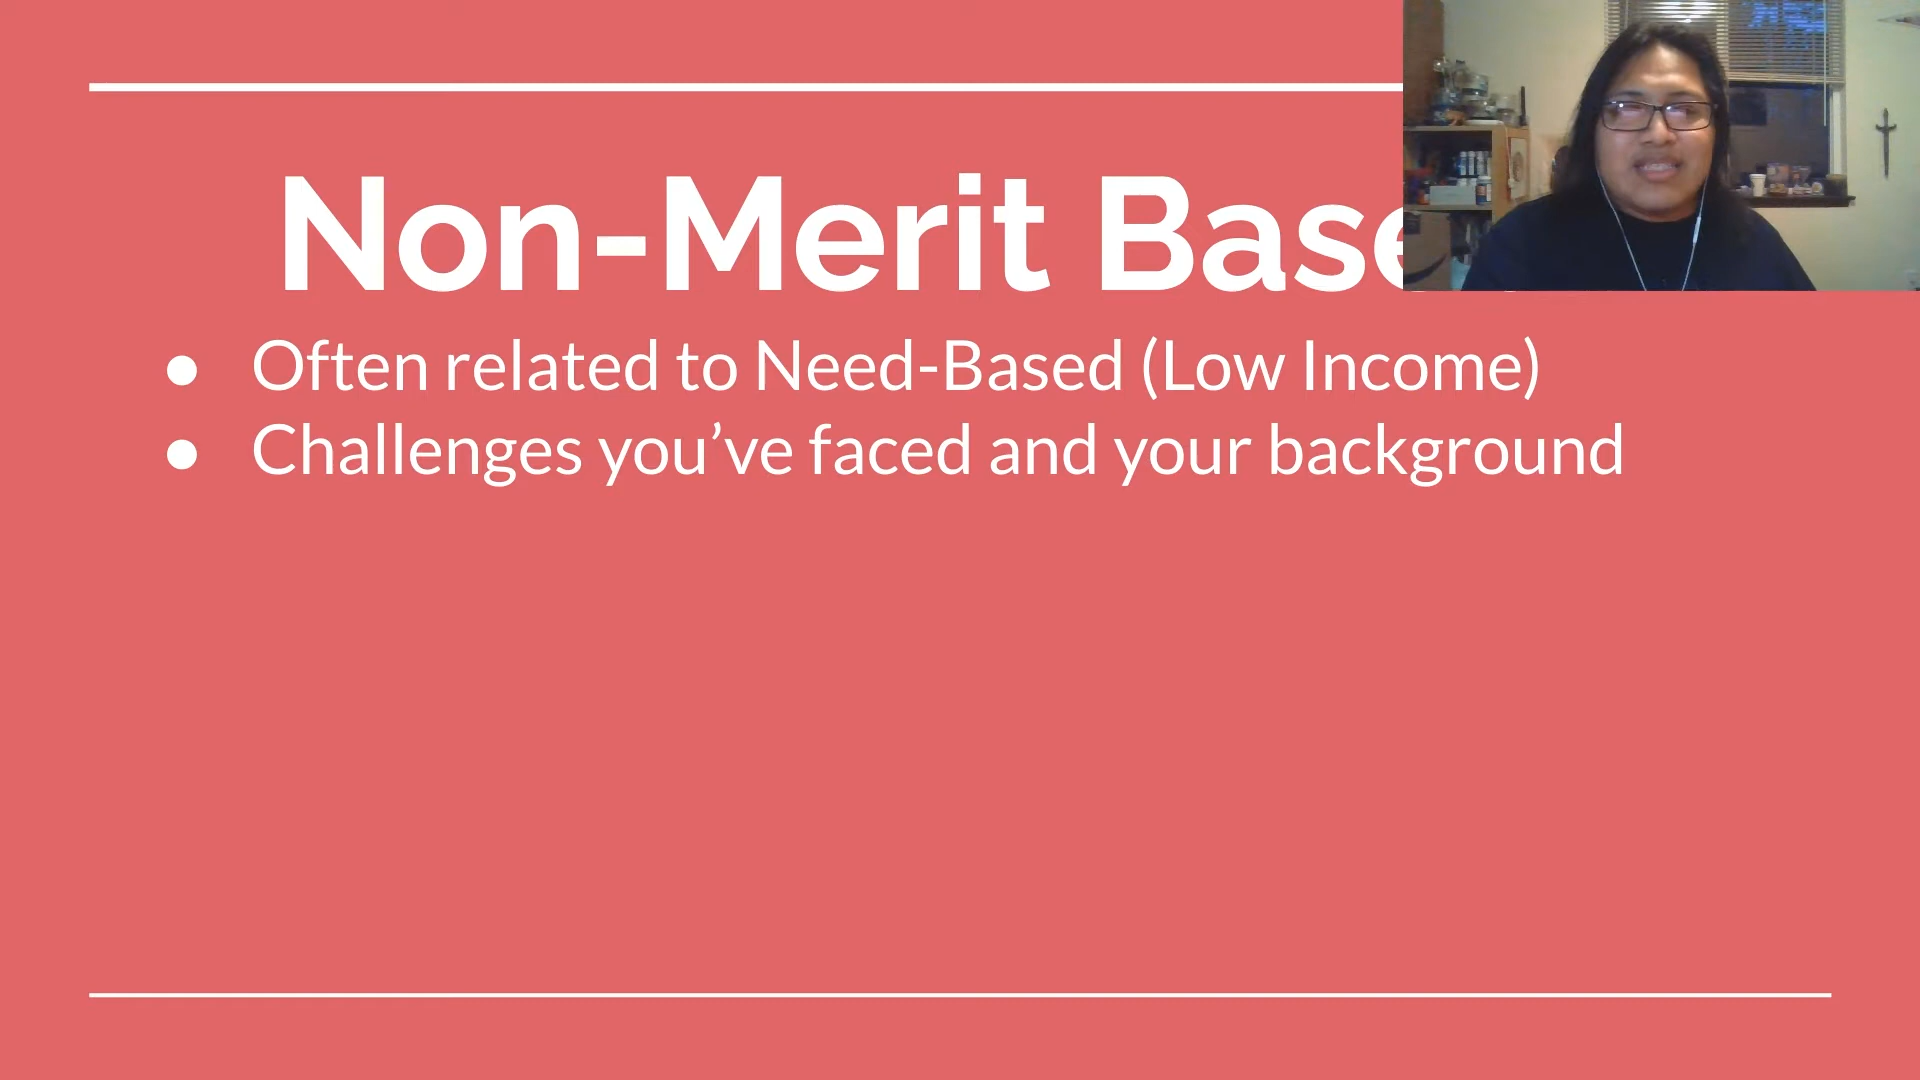 Non-Merit Base
● Often related to Need-Based (Low Income)
● Challenges you’ve faced and your background